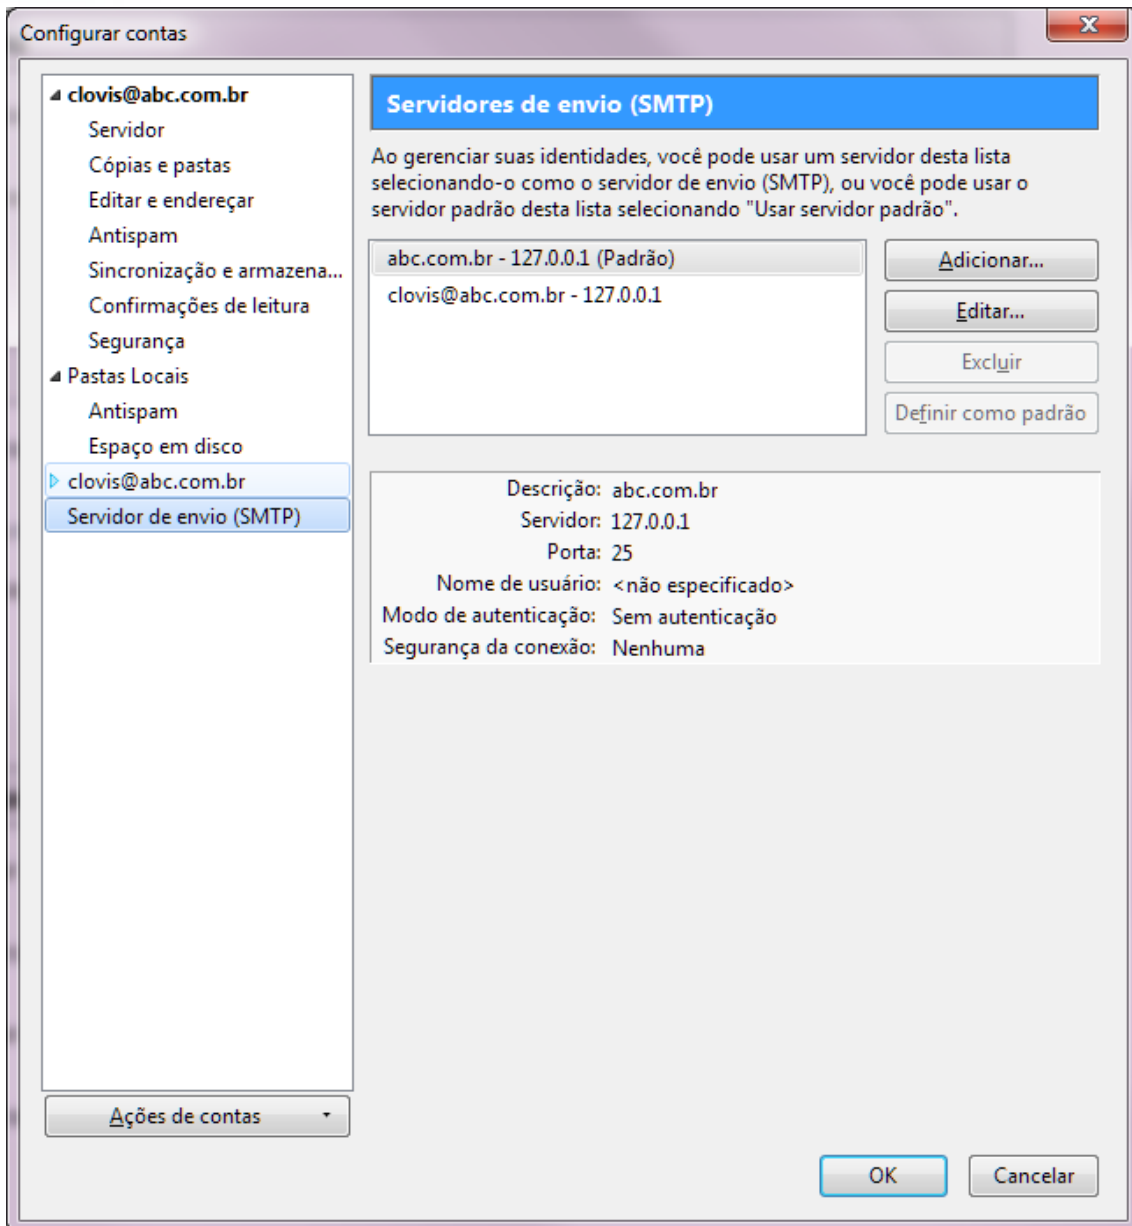 Configurar contas
clovis@abc.com.br
Servidor
Cópias e pastas
Editar e endereçar
Antispam
Sincronização e armazena...
Confirmações de leitura
Segurança
Pastas Locais
Antispam
Espaço em disco
clovis@abc.com.br
Servidor de envio (SMTP)
Ações de contas
Servidores de envio (SMTP)
Ao gerenciar suas identidades, você pode usar um servidor desta lista
selecionando-o como o servidor de envio (SMTP), ou você pode usar o
servidor padrão desta lista selecionando "Usar servidor padrão".
abc.com.br - 127.0.0.1 (Padrão)
clovis@abc.com.br - 127.0.0.1
Adicionar...
Editar...
Excluir
Definir como padrão
Descrição: abc.com.br
Servidor: 127.0.0.1
Porta: 25
Nome de usuário: <não especificado>
Modo de autenticação: Sem autenticação
Segurança da conexão: Nenhuma
OK
Cancelar